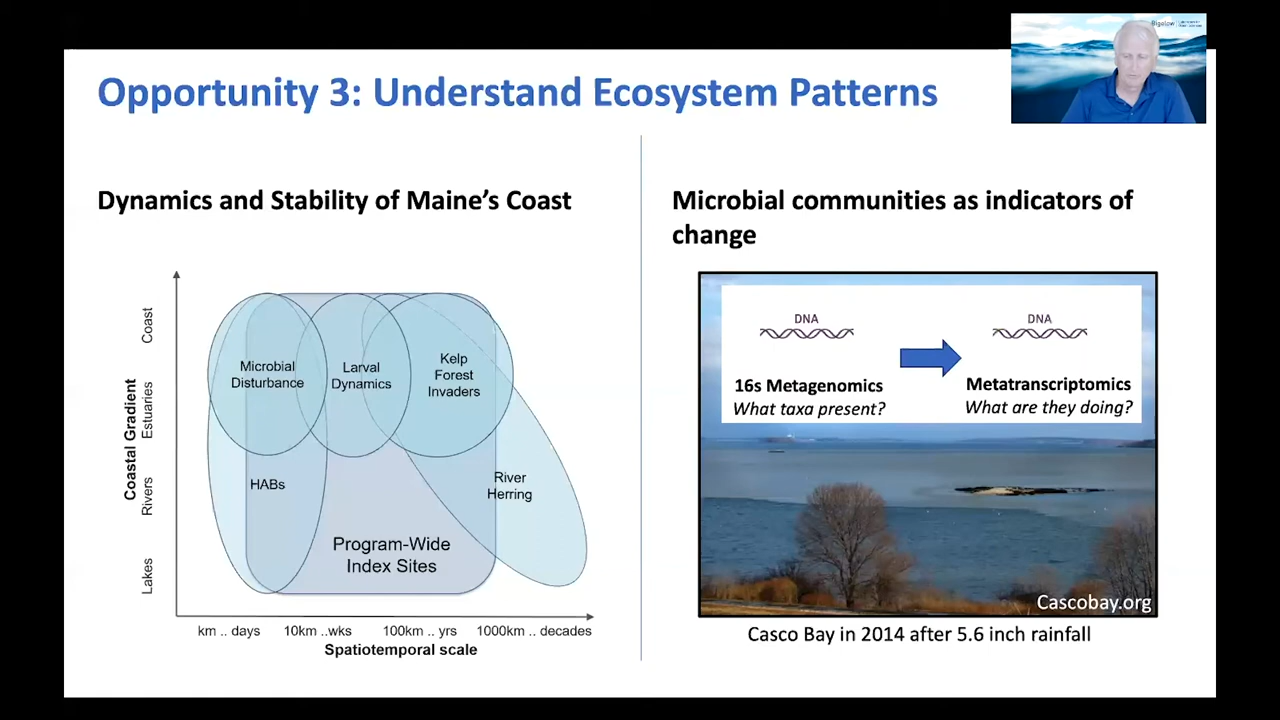 Bigelow
Opportunity 3: Understand Ecosystem Patterns
Dynamics and Stability of Maine's Coast
Coastal Gradient
Coast
Estuaries
Rivers
Lakes
Microbial
Disturbance
Larval
Dynamics
Kelp
Forest
Invaders
HABs
River
Herring
Program-Wide
Index Sites
km .. days
10km ..wks
100km .. yrs
1000km .. decades
Spatiotemporal scale
Microbial communities as indicators of
change
DNA
16s Metagenomics
What taxa present?
DNA
Metatranscriptomics
What are they doing?
Cascobay.org
Casco Bay in 2014 after 5.6 inch rainfall